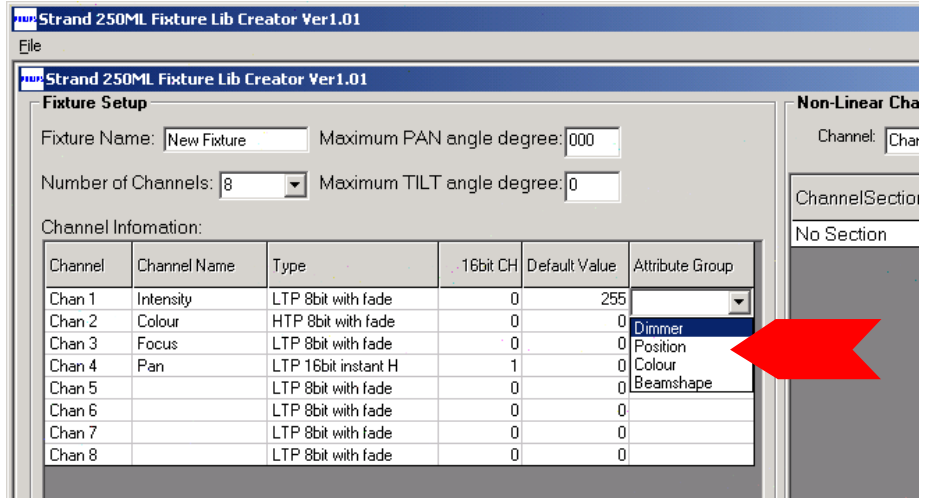 Strand 250ML Fixture Lib Creator Ver1.01
File
Strand 250ML Fixture Lib Creator Ver1.01
Fixture Setup
Fixture Name: New Fixture Maximum PAN angle degree: 000
Number of Channels: 8 Maximum TILT angle degree: 0
Channel Infomation:
Channel Channel Name Type 16bit CH Default Value Attribute Group
Chan 1 Intensity LTP 8bit with fade 0 255
Chan 2 Colour HTP 8bit with fade 0 0
Chan 3 Focus LTP 8bit with fade 0 0
Chan 4 Pan LTP 16bit instant H 1 0
Chan 5 LTP 8bit with fade 0 0
Chan 6 LTP 8bit with fade 0 0
Chan 7 LTP 8bit with fade 0 0
Chan 8 LTP 8bit with fade 0 0
Dimmer
Position
Colour
Beamshape
Non-Linear Cha
Channel: Char
ChannelSection
No Section